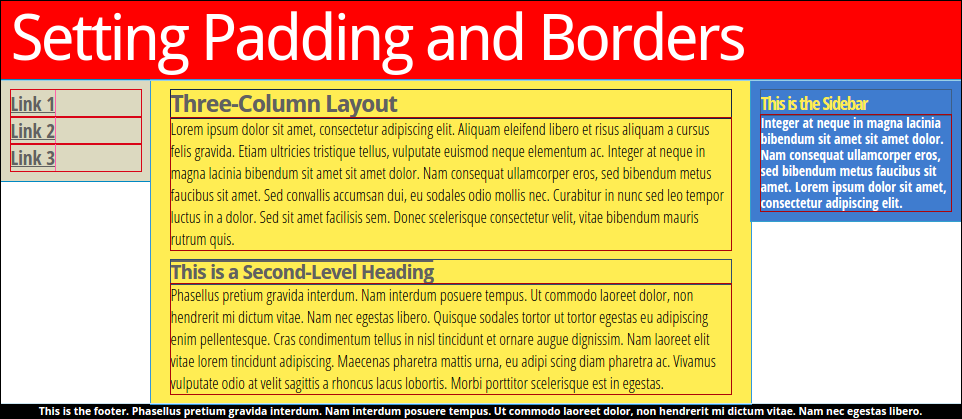 Setting Padding and Borders
Link 1
Link 2
Link 3
Three-Column Layout
Lorem ipsum dolor sit amet, consectetur adipiscing elit. Aliquam eleifend libero et risus aliquam a cursus
felis gravida. Etiam ultricies tristique tellus, vulputate euismod neque elementum ac. Integer at neque in
magna lacinia bibendum sit amet sit amet dolor. Nam consequat ullamcorper eros, sed bibendum metus
faucibus sit amet. Sed convallis accumsan dui, eu sodales odio mollis nec. Curabitur in nunc sed leo tempor
luctus in a dolor. Sed sit amet facilisis sem. Donec scelerisque consectetur velit, vitae bibendum mauris
rutrum quis.
This is a Second-Level Heading
Phasellus pretium gravida interdum. Nam interdum posuere tempus. Ut commodo laoreet dolor, non
hendrerit mi dictum vitae. Nam nec egestas libero. Quisque sodales tortor ut tortor egestas eu adipiscing
enim pellentesque. Cras condimentum tellus in nisl tincidunt et ornare augue dignissim. Nam laoreet elit
vitae lorem tincidunt adipiscing. Maecenas pharetra mattis urna, eu adipi scing diam pharetra ac. Vivamus
vulputate odio at velit sagittis a rhoncus lacus lobortis. Morbi porttitor scelerisque est in egestas.
This is the Sidebar
Integer at neque in magna lacinia
bibendum sit amet sit amet dolor.
Nam consequat ullamcorper eros,
sed bibendum metus faucibus sit
amet. Lorem ipsum dolor sit amet,
consectetur adipiscing elit.
This is the footer. Phasellus pretium gravida interdum. Nam interdum posuere tempus. Ut commodo laoreet dolor, non hendrerit mi dictum vitae. Nam nec egestas libero.